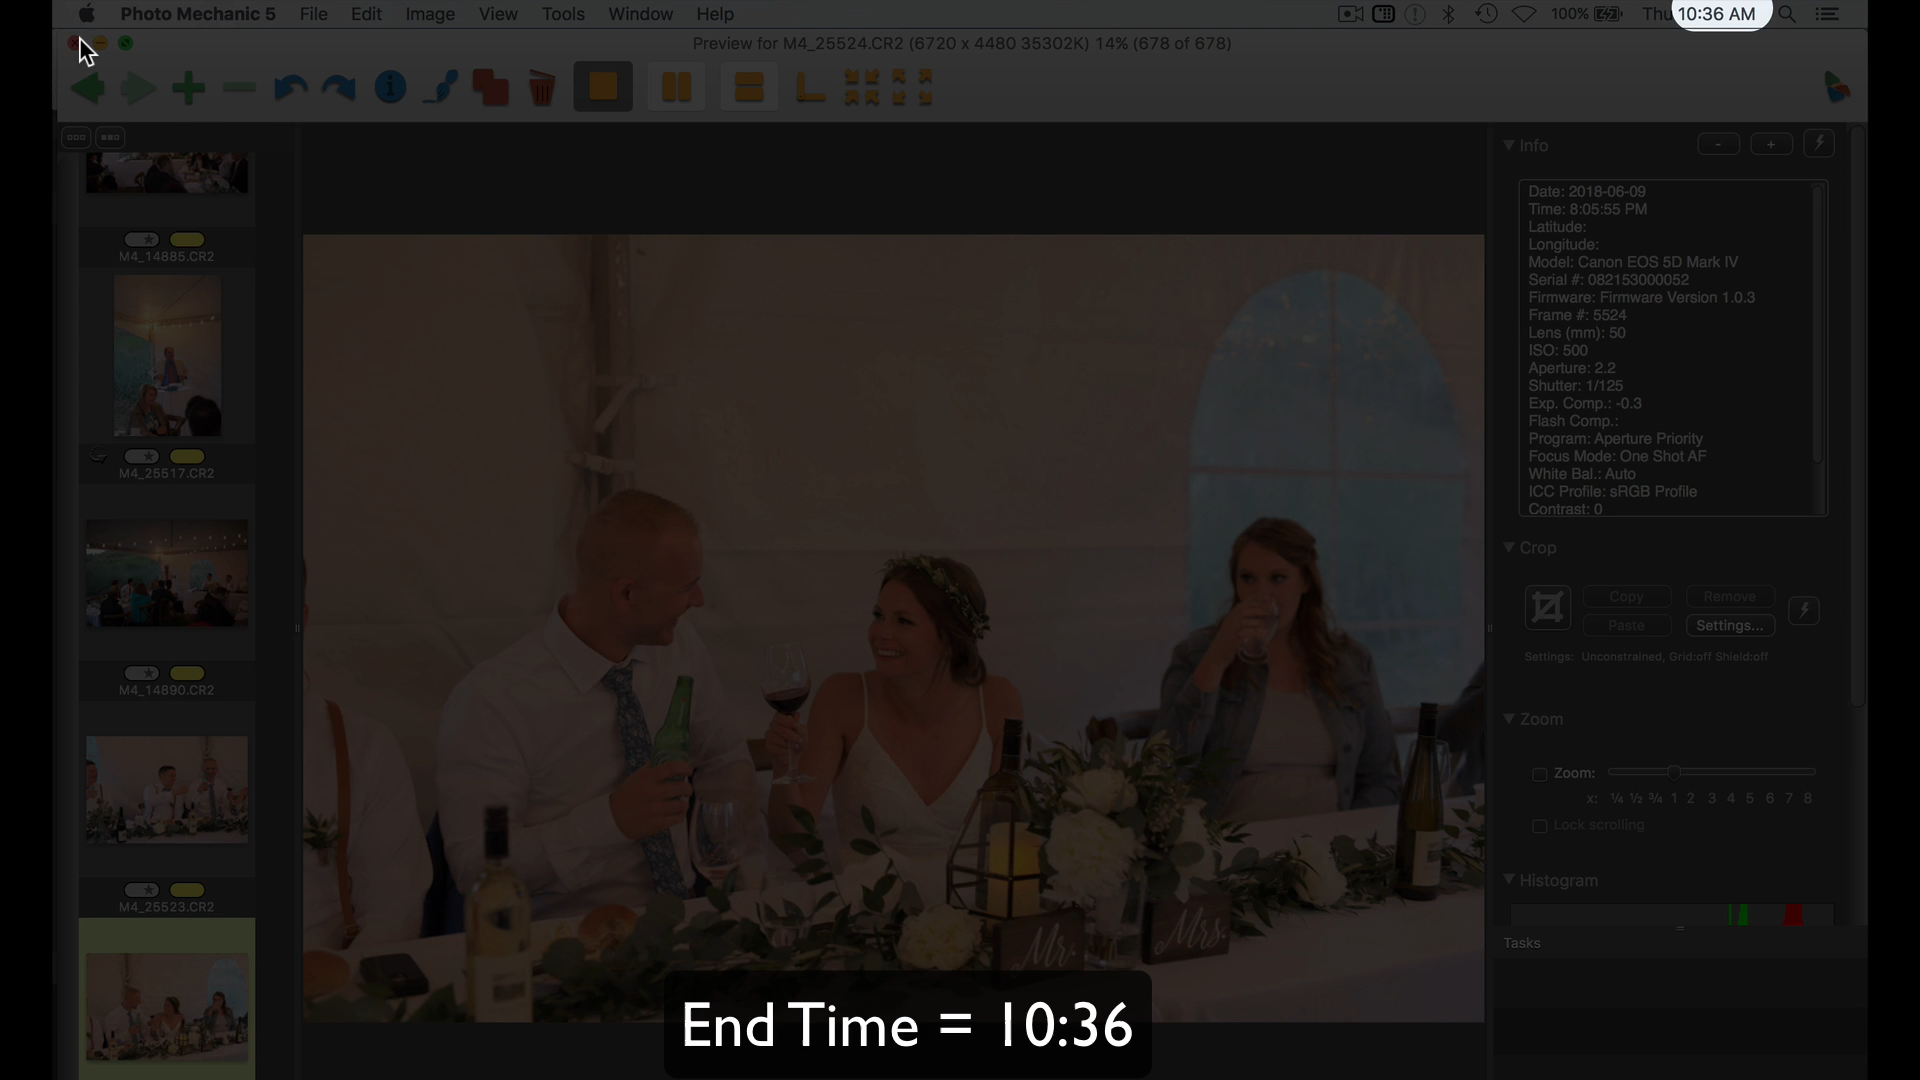 Photo Mechanic 5 File Edit Image View Tools Window Help 100% Thu 10:36 AM
Preview for M4_25524.CR2 (6720 x 4480 35302K) 14% (678 of 678)
M4_14885.CR2
M4_25517.CR2
M4_14890.CR2
M4_25523.CR2
Mr.
Mrs.
End Time = 10:36
Info
- +
Date: 2018-06-09
Time: 8:05:55 PM
Latitude:
Longitude:
Model: Canon EOS 5D Mark IV
Serial #: 082153000052
Firmware: Firmware Version 1.0.3
Frame #: 5524
Lens (mm): 50
ISO: 500
Aperture: 2.2
Shutter: 1/125
Exp. Comp.: -0.3
Flash Comp.:
Program: Aperture Priority
Focus Mode: One Shot AF
White Bal.: Auto
ICC Profile: sRGB Profile
Contrast: 0
Crop
Copy Remove
Paste Settings...
Settings: Unconstrained, Grid:off Shield:off
Zoom
Zoom:
x: ¼ ½ ¾ 1 2 3 4 5 6 7 8
Lock scrolling
Histogram
Tasks